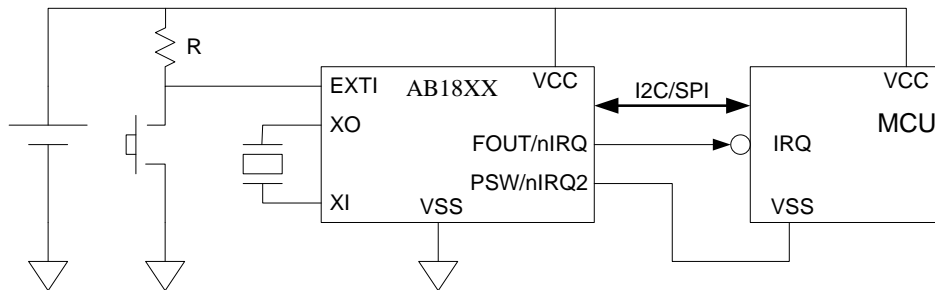 R
EXTI
AB18XX
VCC
I2C/SPI
VCC
MCU
XO
FOUT/nIRQ
IRQ
PSW/nIRQ2
XI
VSS
VSS